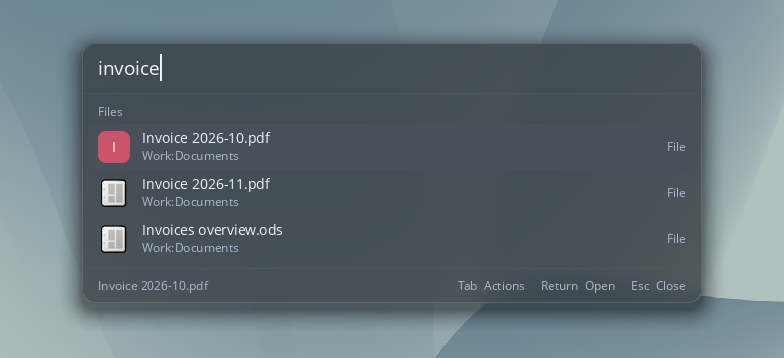 invoice
Files
I
Invoice 2026-10.pdf
Work:Documents
File
Invoice 2026-11.pdf
Work:Documents
File
Invoices overview.ods
Work:Documents
File
Invoice 2026-10.pdf Tab Actions Return Open Esc Close